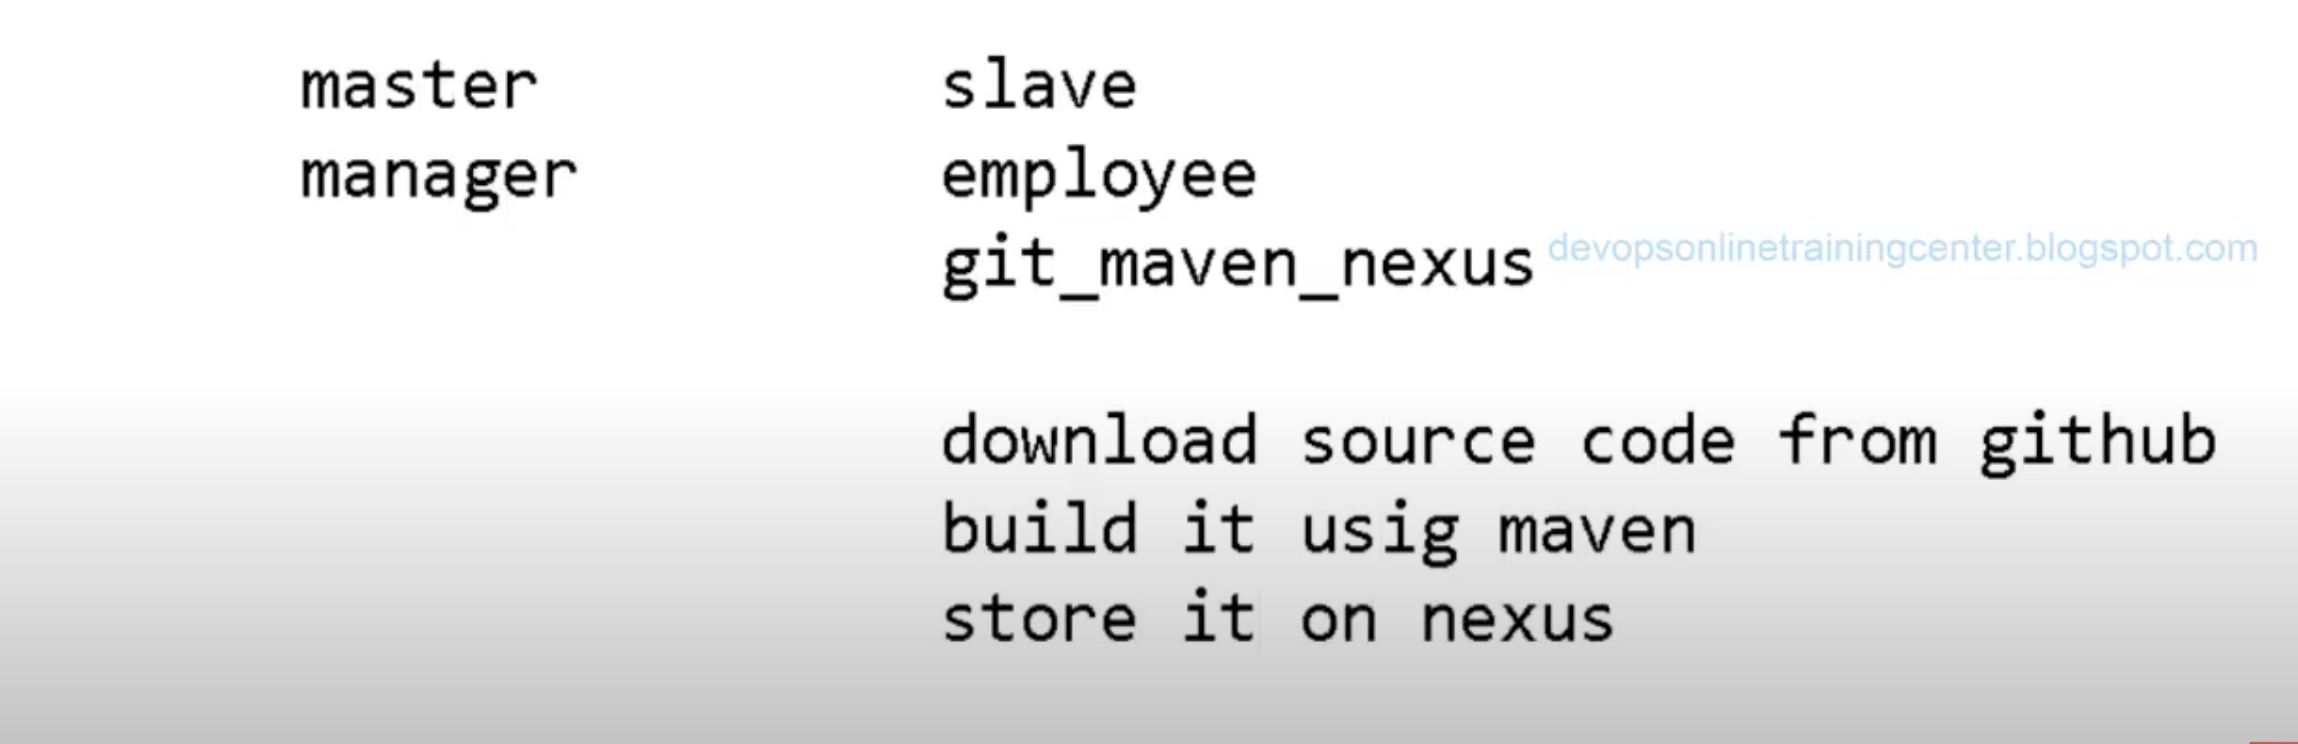 master slave
manager employee
git_maven_nexus devopsonlinetrainingcenter.blogspot.com
download source code from github
build it usig maven
store it on nexus